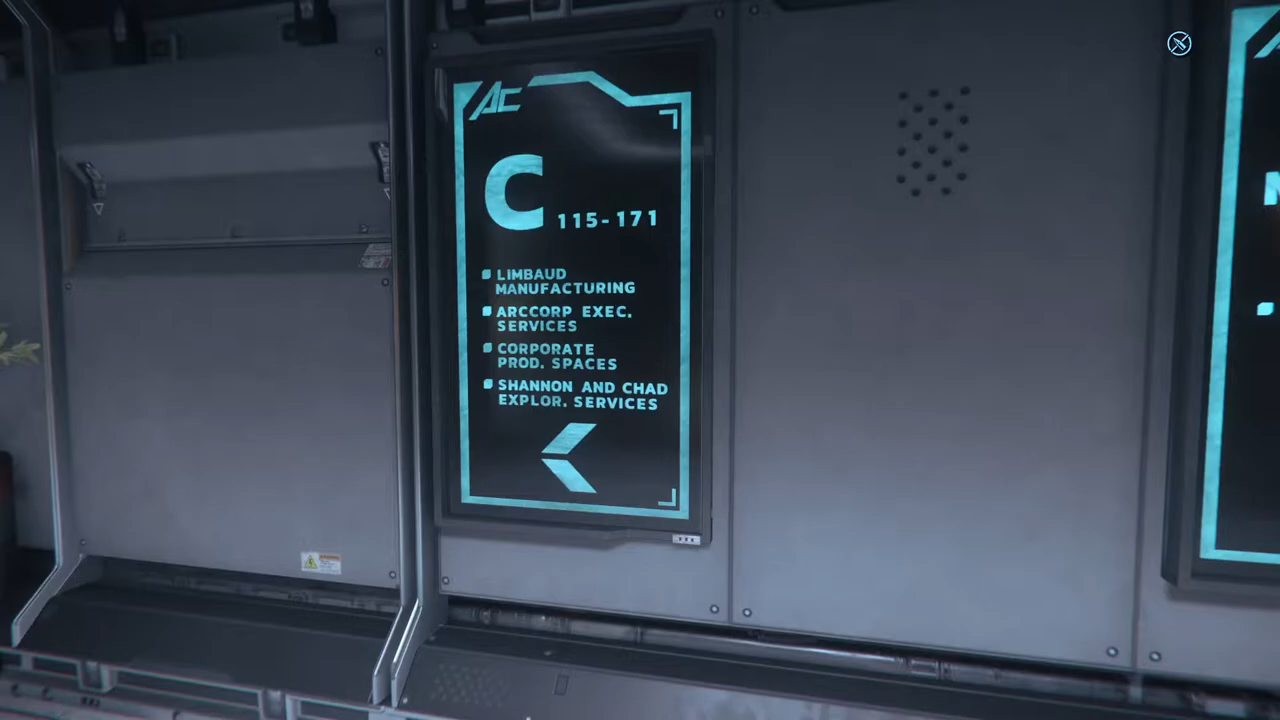 AC
C 115-171
LIMBAUD
MANUFACTURING
ARCCORP EXEC.
SERVICES
CORPORATE
PROD. SPACES
SHANNON AND CHAD
EXPLOR. SERVICES